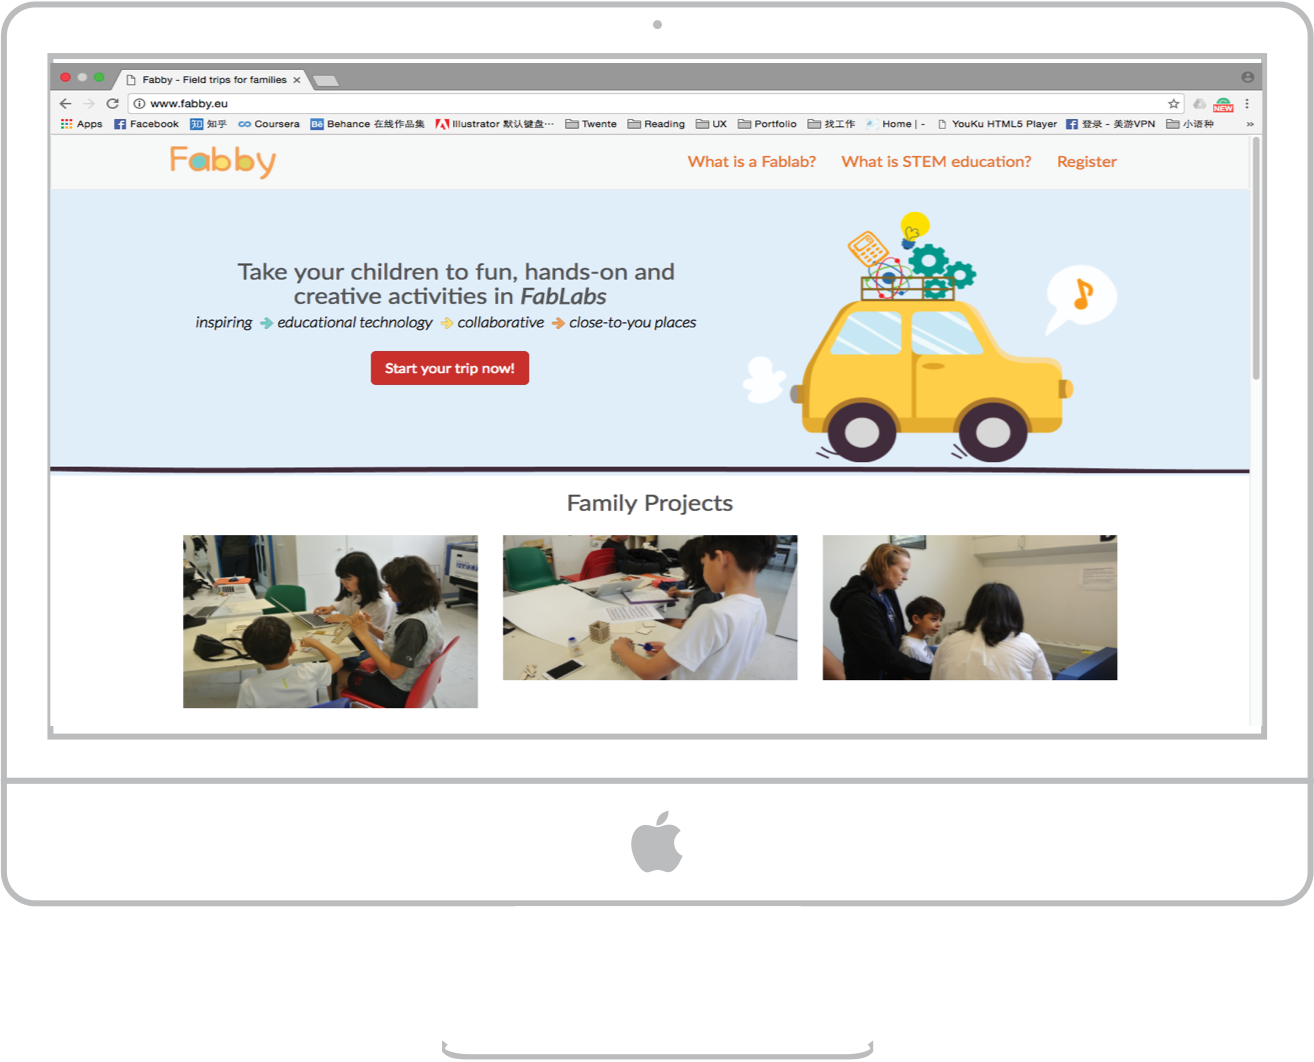 Fabby - Field trips for families
www.fabby.eu
NEW
Apps Facebook 知 知乎 Coursera Bē Behance 在线作品集 Illustrator 默认键盘… Twente Reading UX Portfolio 找工作 Home | - YouKu HTML5 Player 登录 - 美游VPN 小语种 »
Fabby
What is a Fablab? What is STEM education? Register
Take your children to fun, hands-on and
creative activities in FabLabs
inspiring educational technology collaborative close-to-you places
Start your trip now!
Family Projects